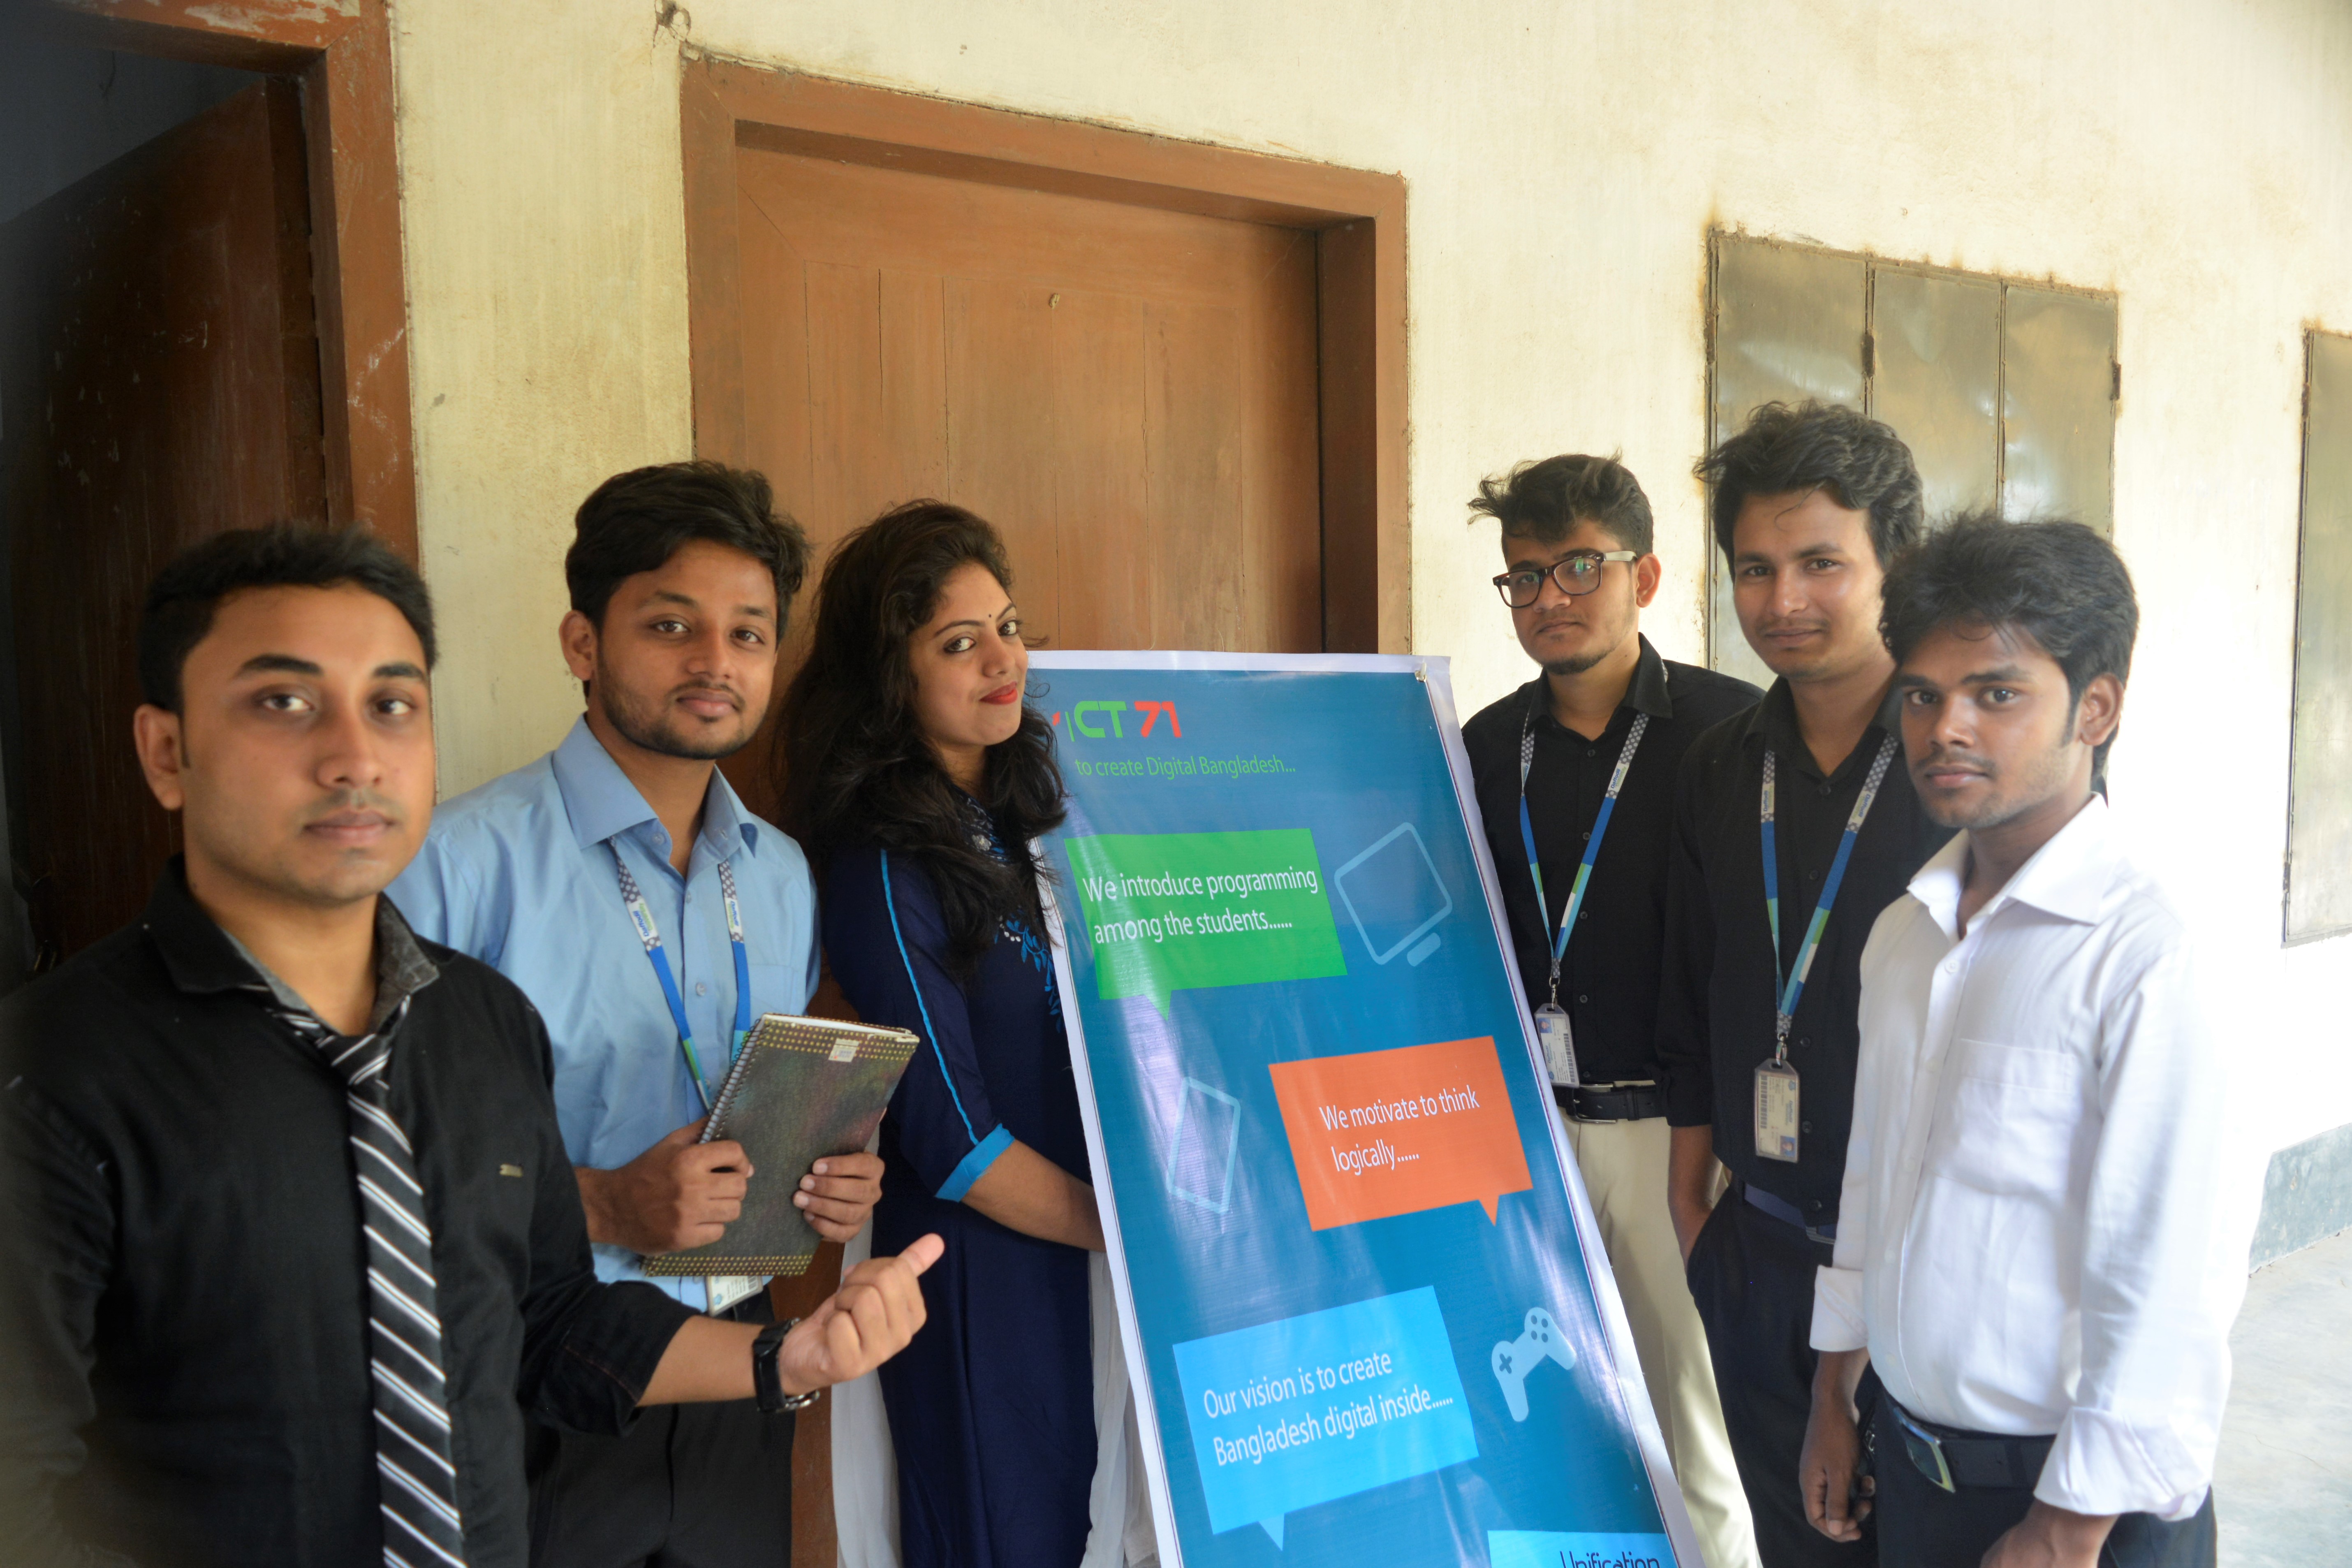 ICT 71
to create Digital Bangladesh...
We introduce programming
among the students......
We motivate to think
logically......
Our vision is to create
Bangladesh digital inside......
Unification